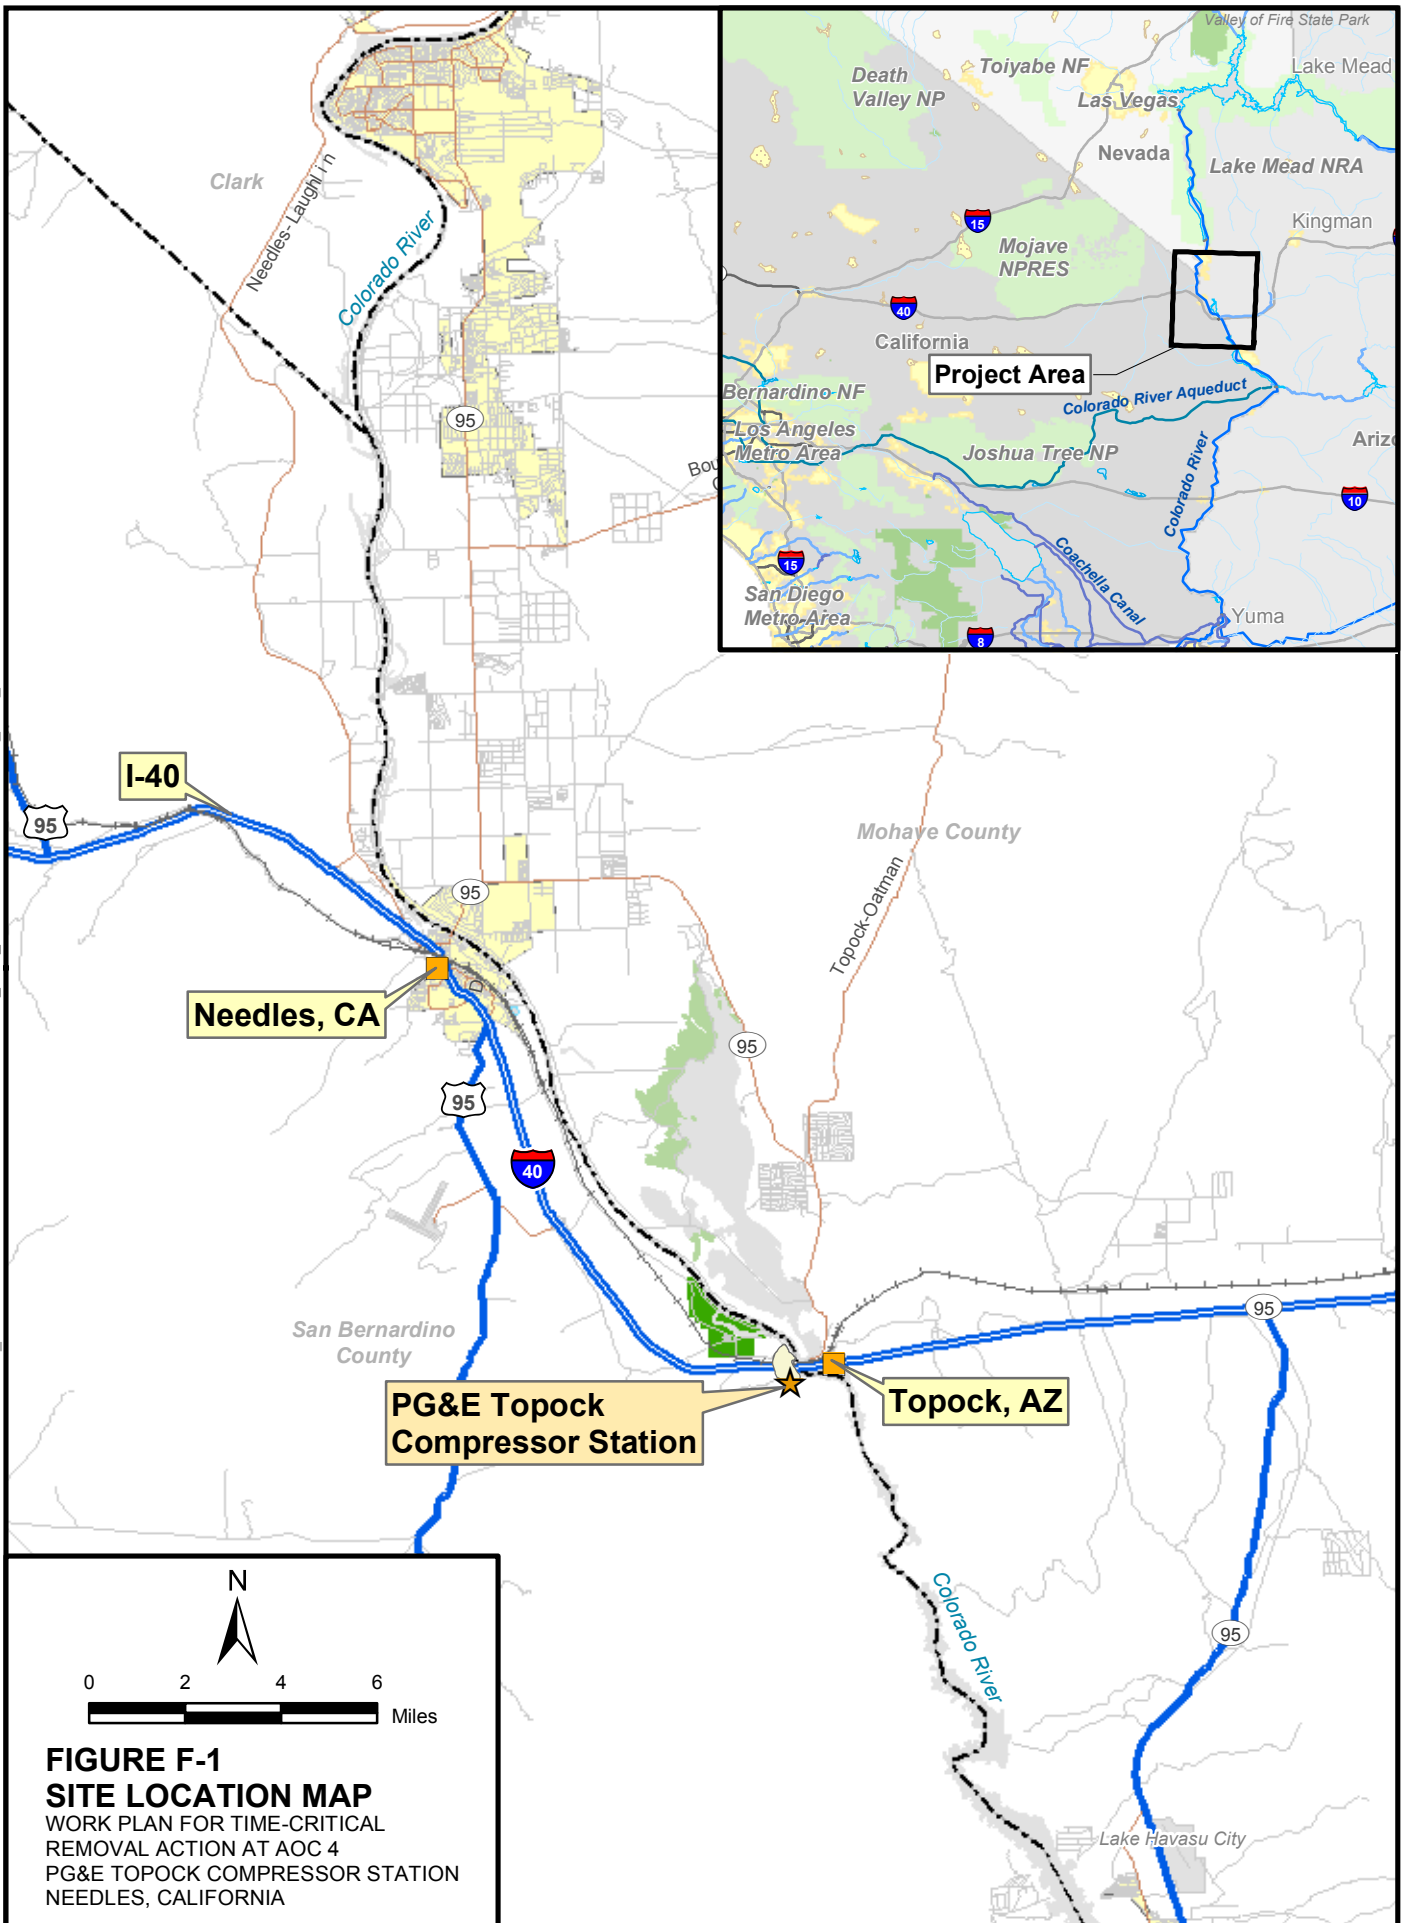 Valley of Fire State Park
Lake Mead
Toiyabe NF
Death
Valley NP
Las Vegas
Nevada
Lake Mead NRA
Kingman
15
Mojave
NPRES
40
California
Project Area
Bernardino NF
Colorado River Aqueduct
Los Angeles
Metro Area
Joshua Tree NP
Colorado River
10
15
Coachella Canal
San Diego
Metro Area
Yuma
8
Clark
Needles-Laughlin
Colorado River
95
I-40
95
Mohave County
95
Topock-Oatman
Needles, CA
95
95
40
San Bernardino
County
95
PG&E Topock
Compressor Station
Topock, AZ
Colorado River
95
Lake Havasu City
N
0 2 4 6
Miles
FIGURE F-1
SITE LOCATION MAP
WORK PLAN FOR TIME-CRITICAL
REMOVAL ACTION AT AOC 4
PG&E TOPOCK COMPRESSOR STATION
NEEDLES, CALIFORNIA